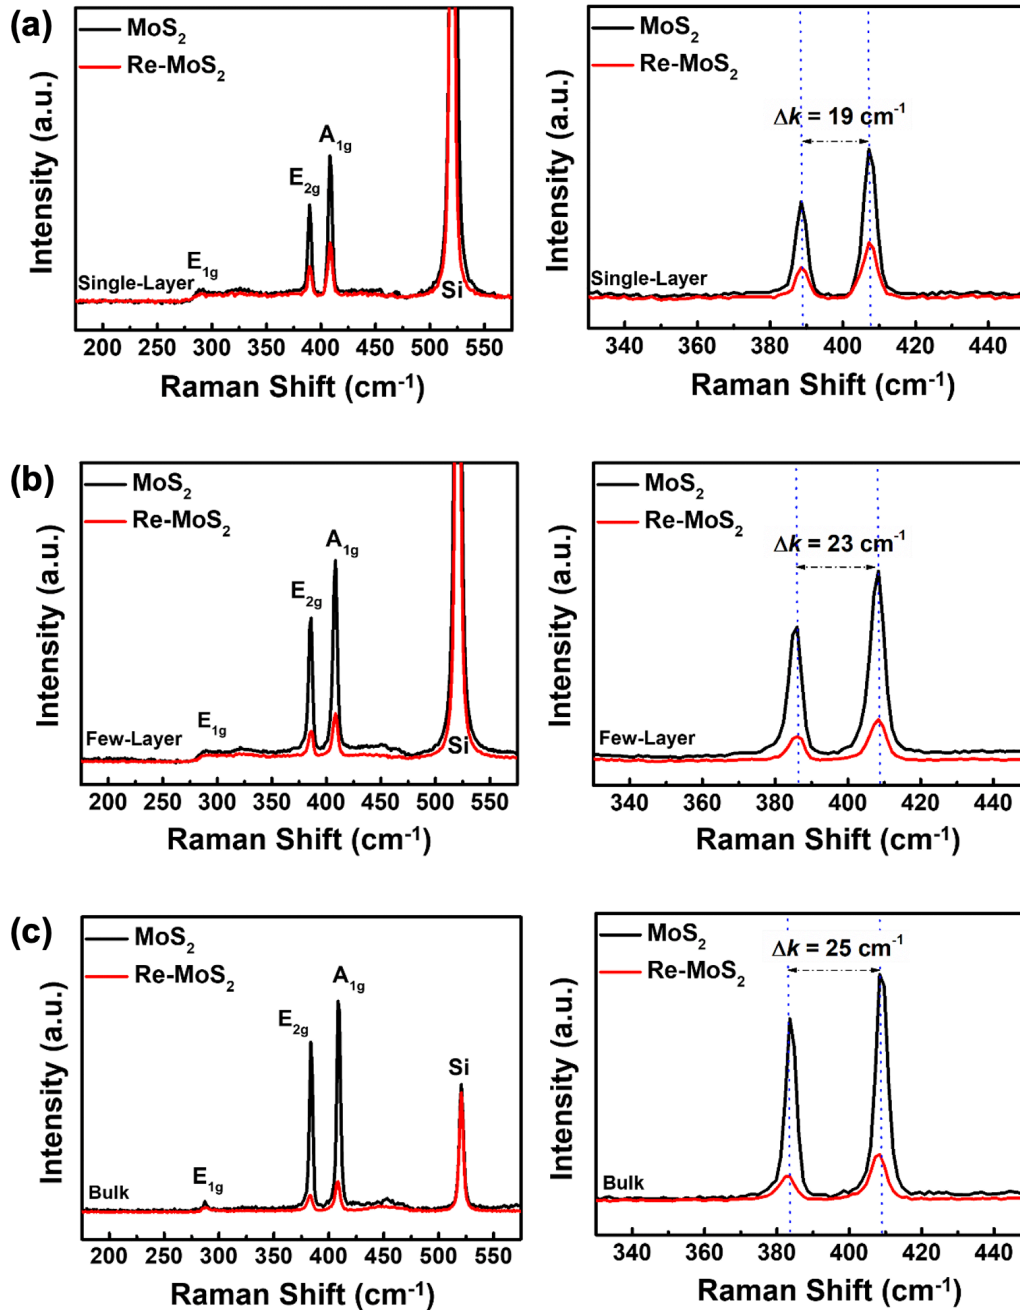 (a)
MoS2
Re-MoS2
A1g
E2g
E1g
Single-Layer
Si
Intensity (a.u.)
200 250 300 350 400 450 500 550
Raman Shift (cm-1)
MoS2
Re-MoS2
Δk = 19 cm-1
Single-Layer
Intensity (a.u.)
340 360 380 400 420 440
Raman Shift (cm-1)
(b)
MoS2
Re-MoS2
A1g
E2g
E1g
Few-Layer
Si
Intensity (a.u.)
200 250 300 350 400 450 500 550
Raman Shift (cm-1)
MoS2
Re-MoS2
Δk = 23 cm-1
Few-Layer
Intensity (a.u.)
340 360 380 400 420 440
Raman Shift (cm-1)
(c)
MoS2
Re-MoS2
A1g
E2g
Si
E1g
Bulk
Intensity (a.u.)
200 250 300 350 400 450 500 550
Raman Shift (cm-1)
MoS2
Δk = 25 cm-1
Re-MoS2
Bulk
Intensity (a.u.)
340 360 380 400 420 440
Raman Shift (cm-1)